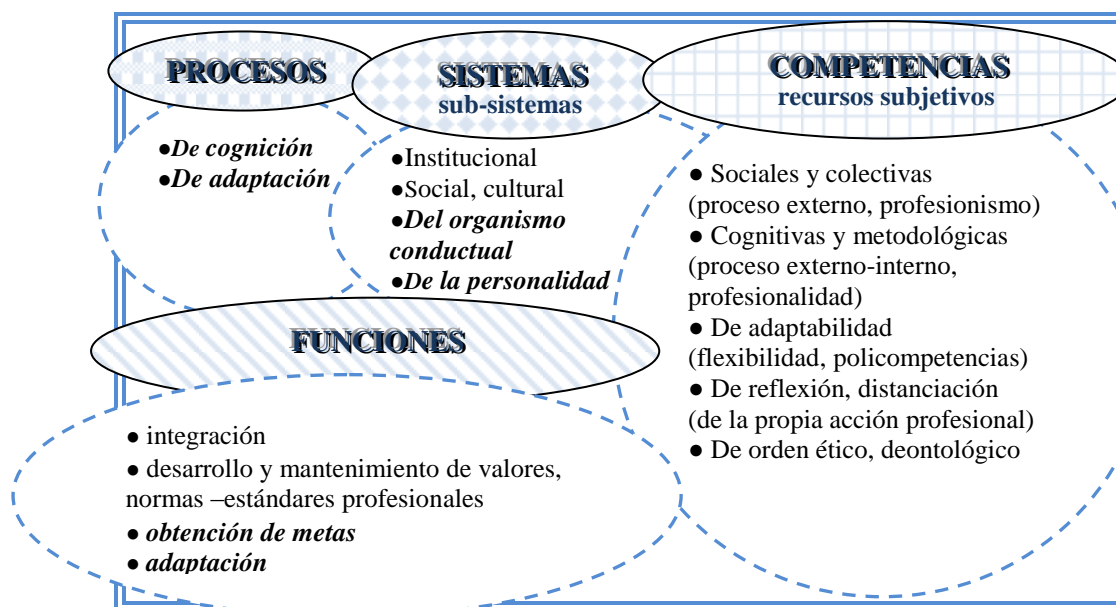 PROCESOS
●De cognición
●De adaptación
SISTEMAS
sub-sistemas
●Institucional
●Social, cultural
●Del organismo
conductual
●De la personalidad
COMPETENCIAS
recursos subjetivos
● Sociales y colectivas
(proceso externo, profesionismo)
● Cognitivas y metodológicas
(proceso externo-interno,
profesionalidad)
● De adaptabilidad
(flexibilidad, policompetencias)
● De reflexión, distanciación
(de la propia acción profesional)
● De orden ético, deontológico
FUNCIONES
● integración
● desarrollo y mantenimiento de valores,
normas –estándares profesionales
● obtención de metas
● adaptación